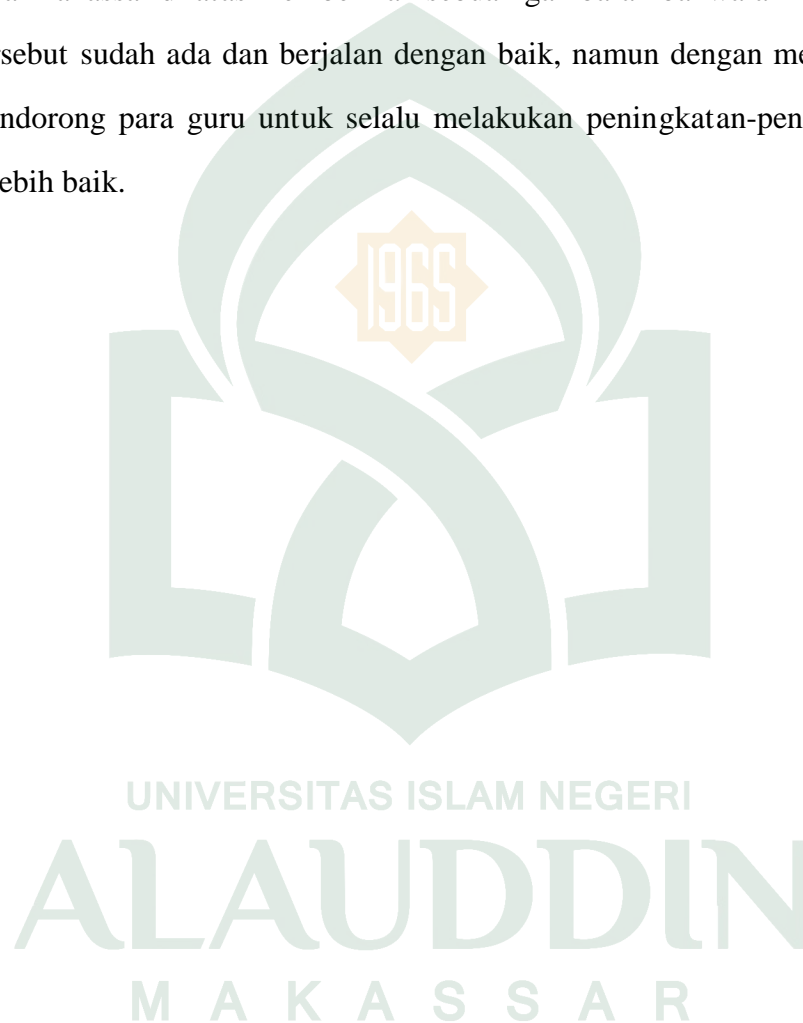 sebut sudah ada dan berjalan dengan baik, namun dengan me
ndorong para guru untuk selalu melakukan peningkatan-pen
ebih baik.
1965
UNIVERSITAS ISLAM NEGERI
ALAUDDIN
MAKASSAR